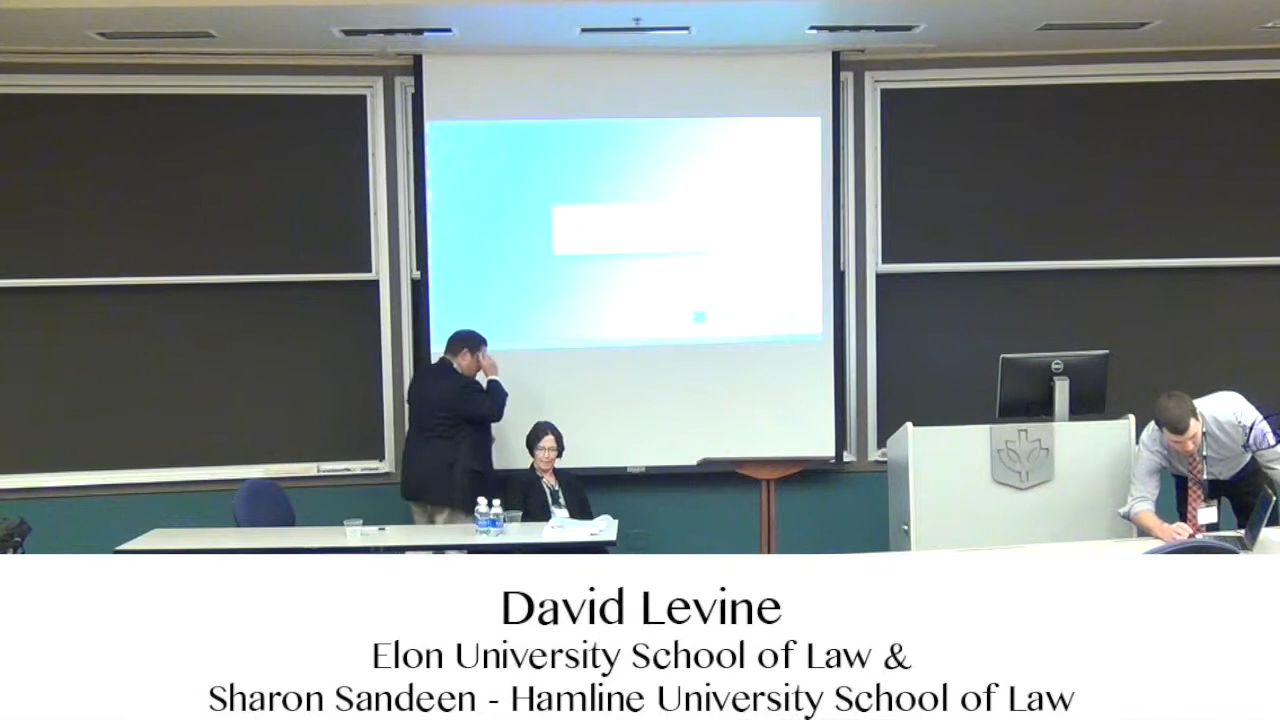 David Levine
Elon University School of Law &
Sharon Sandeen - Hamline University School of Law